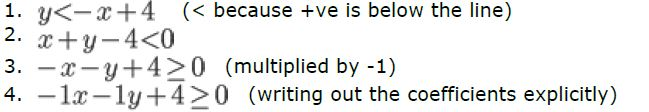 1. y<−x+4 (< because +ve is below the line)
2. x+y−4<0
3. −x−y+4≥0 (multiplied by -1)
4. −1x−1y+4≥0 (writing out the coefficients explicitly)